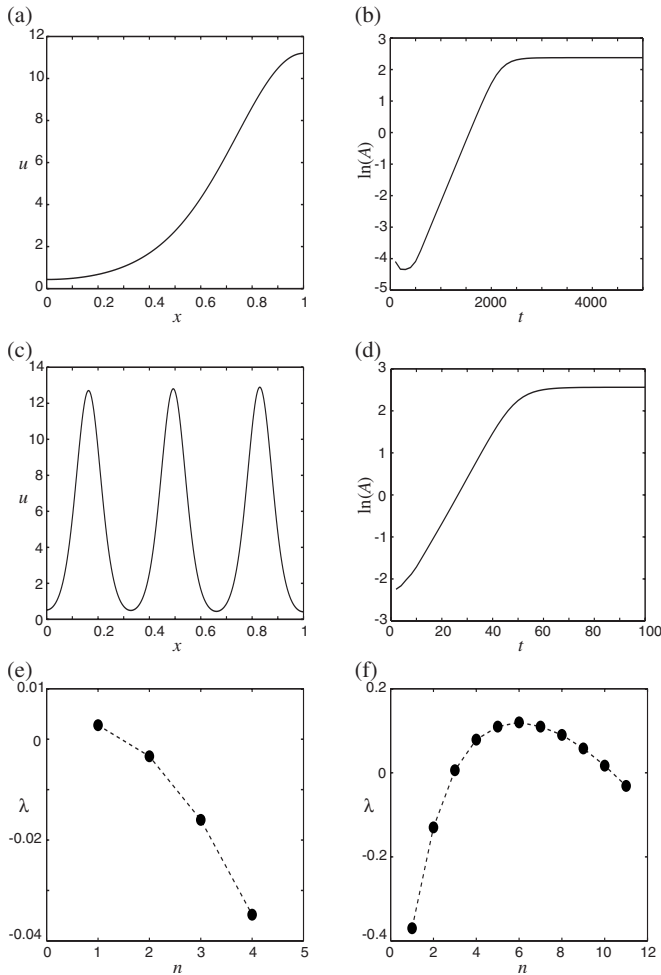 (a)
12
10
8
u
6
4
2
0
0 0.2 0.4 0.6 0.8 1
x
(b)
3
2
1
0
ln(A)
-1
-2
-3
-4
-5
0 2000 4000
t
(c)
14
12
10
8
u
6
4
2
0
0 0.2 0.4 0.6 0.8 1
x
(d)
3
2
1
ln(A)
0
-1
-2
-3
0 20 40 60 80 100
t
(e)
0.01
0
λ
-0.02
-0.04
0 1 2 3 4 5
n
(f)
0.2
0
λ
-0.2
-0.4
0 2 4 6 8 10 12
n